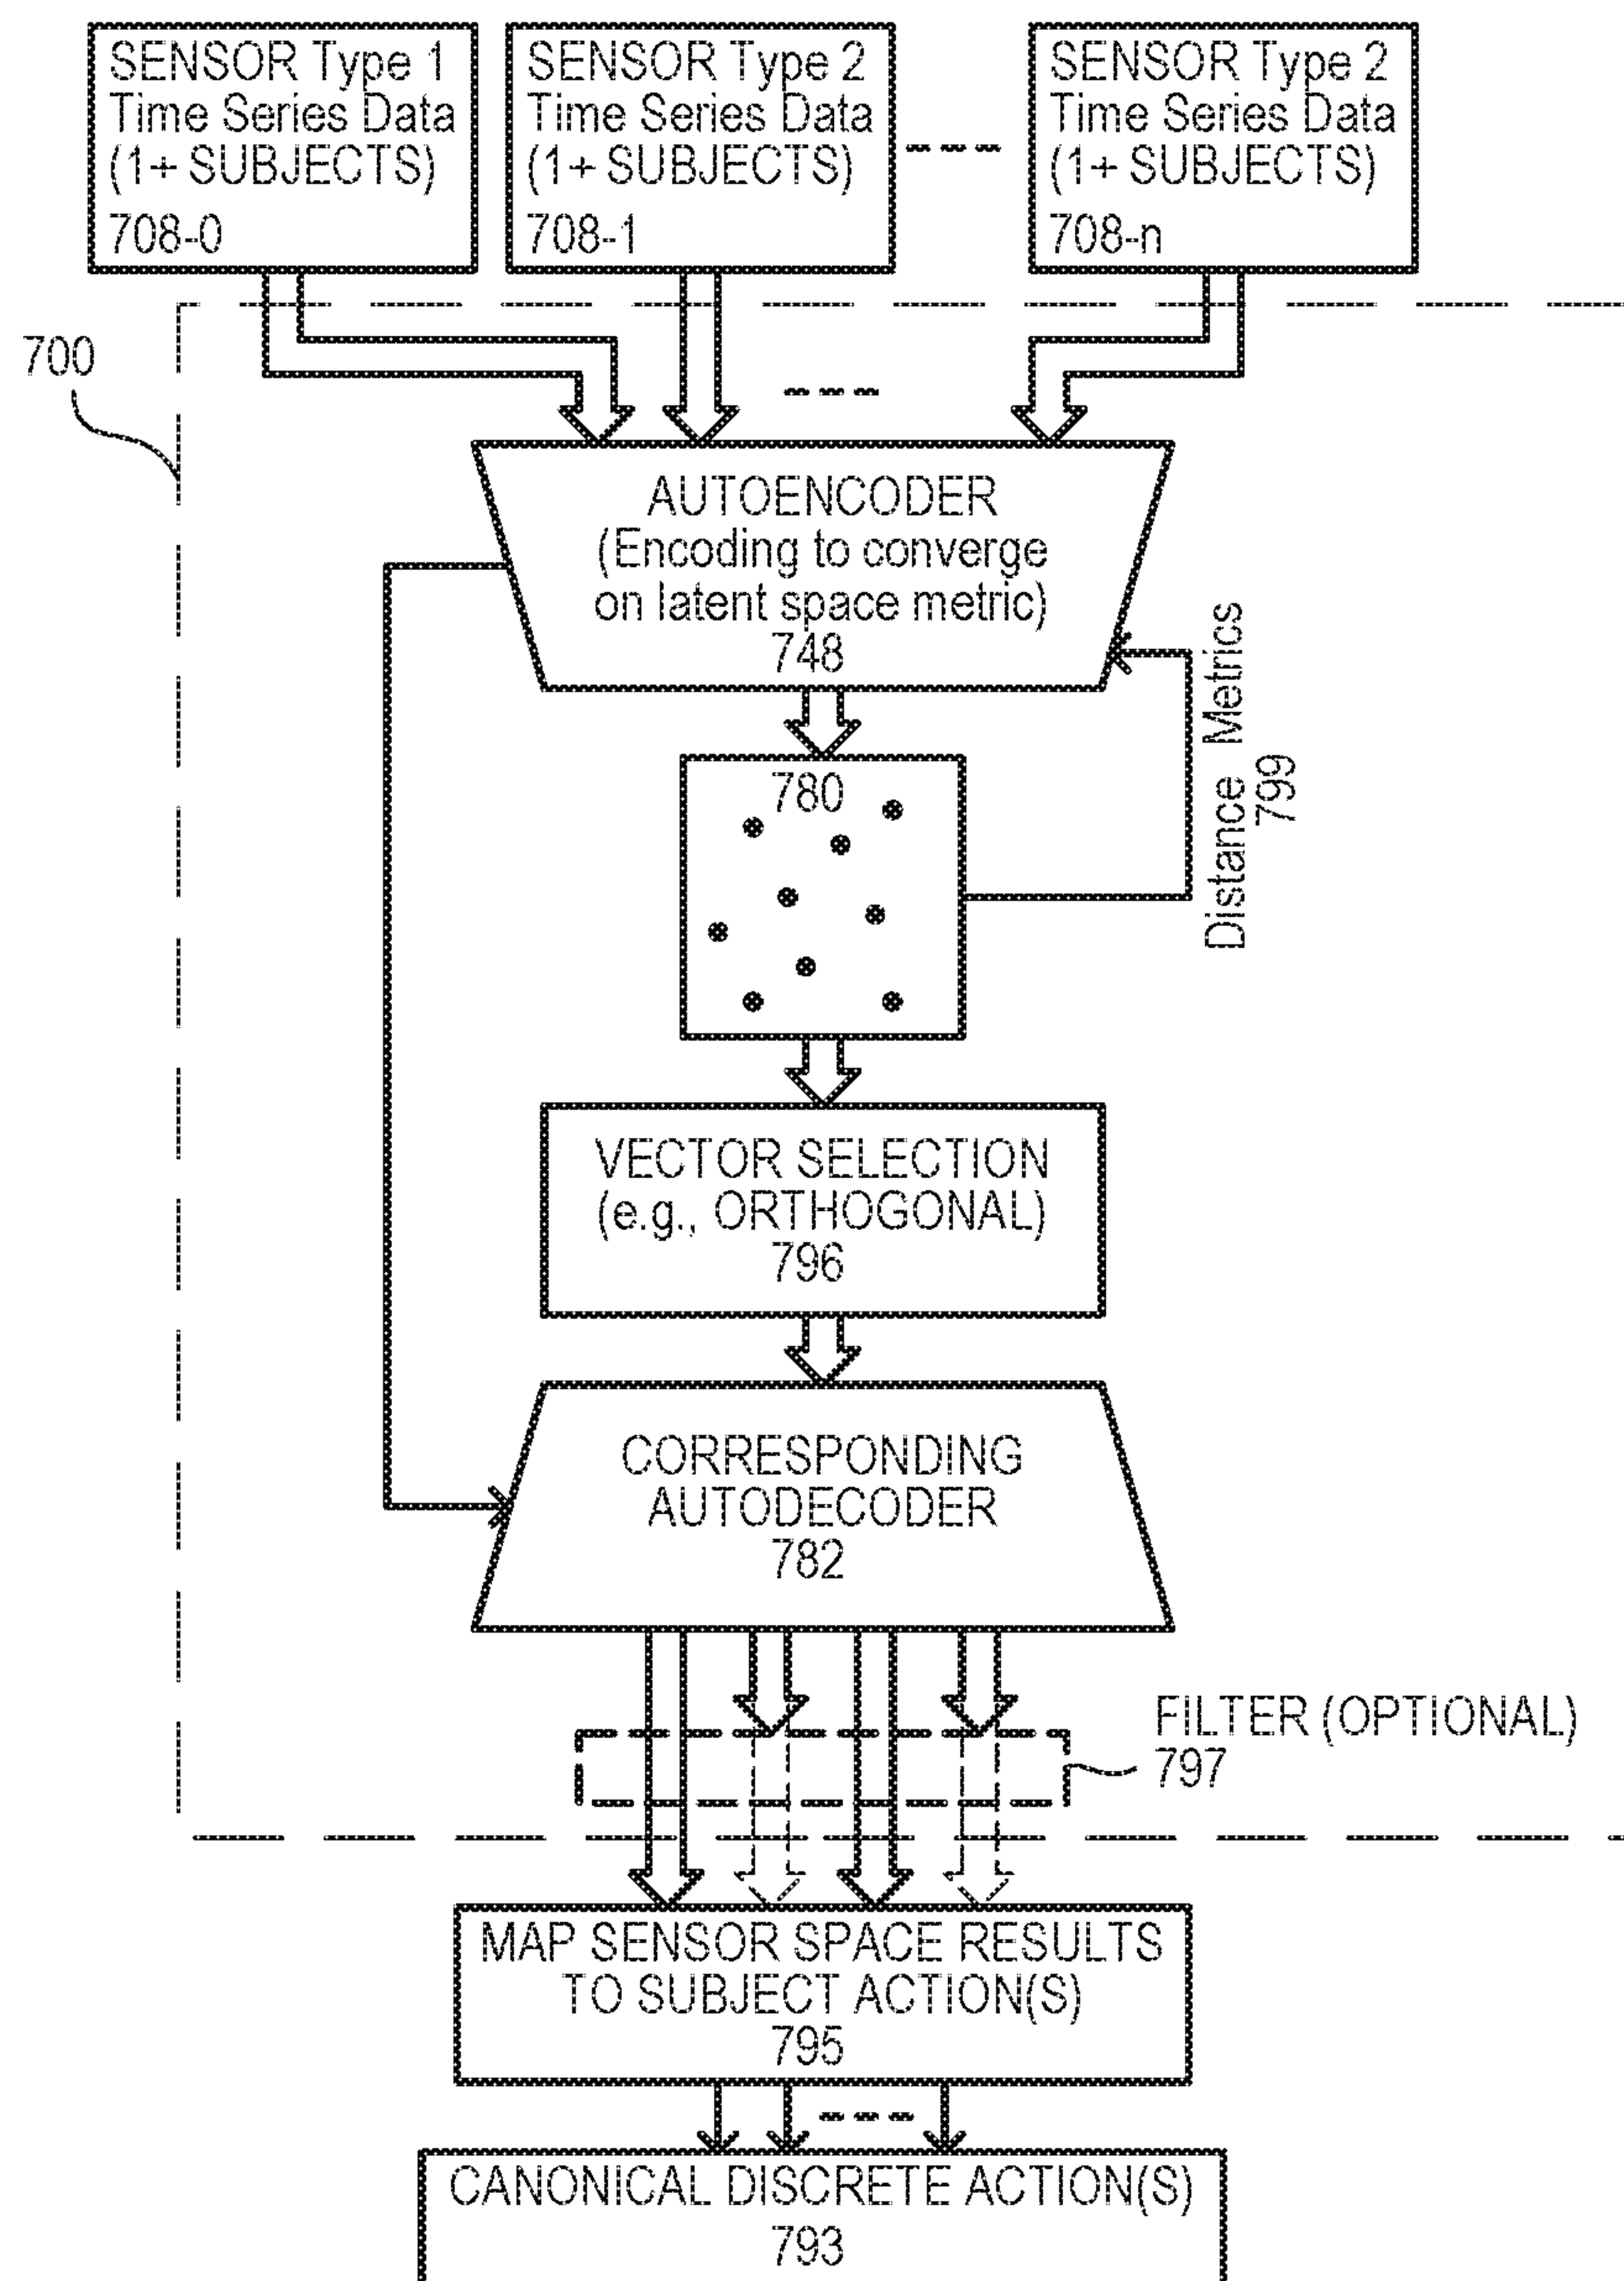 SENSOR Type 1
Time Series Data
(1+ SUBJECTS)
708-0
SENSOR Type 2
Time Series Data
(1+ SUBJECTS)
708-1
SENSOR Type 2
Time Series Data
(1+ SUBJECTS)
708-n
700
AUTOENCODER
(Encoding to converge
on latent space metric)
748
Distance Metrics
799
780
VECTOR SELECTION
(e.g., ORTHOGONAL)
796
CORRESPONDING
AUTODECODER
782
FILTER (OPTIONAL)
797
MAP SENSOR SPACE RESULTS
TO SUBJECT ACTION(S)
795
CANONICAL DISCRETE ACTION(S)
793